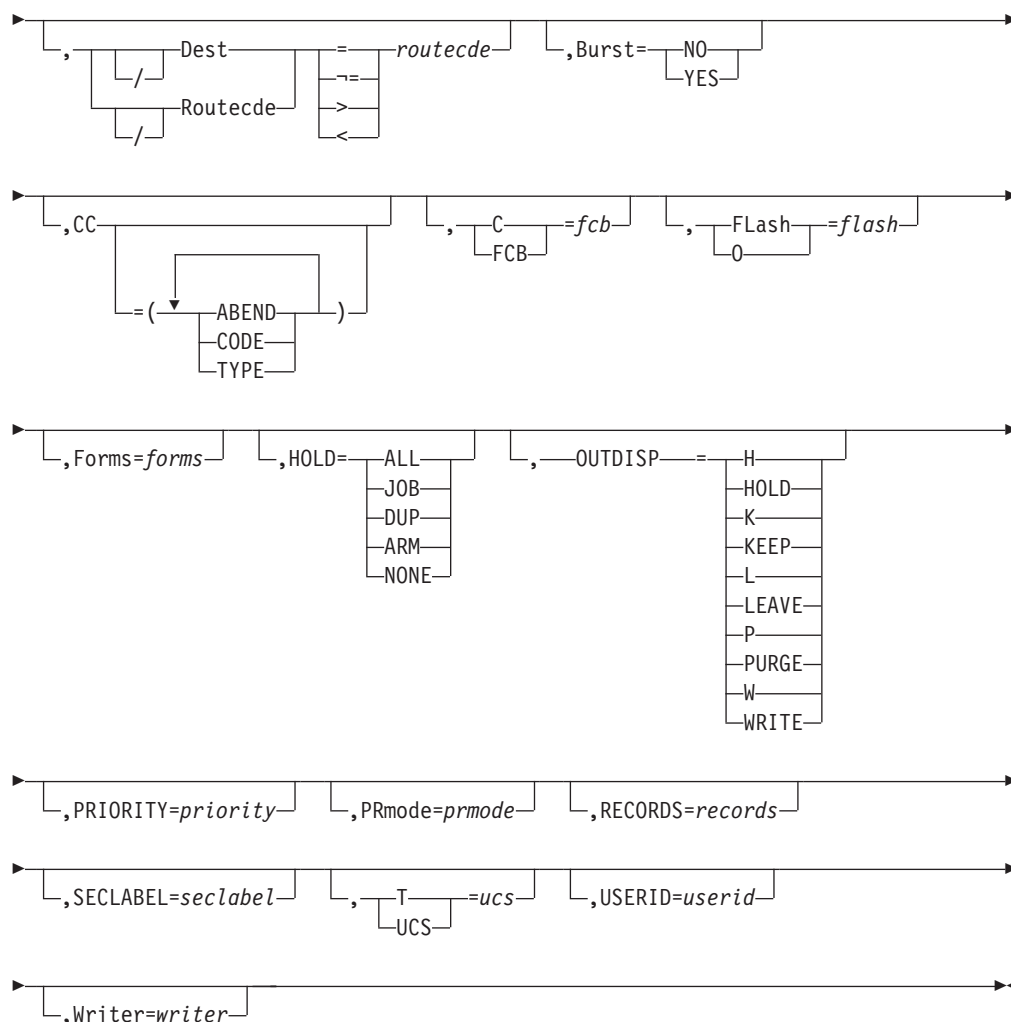 , / Dest = routecde ,Burst= NO
/ Routecde ¬= YES
>
<
,CC , C =fcb , FLash =flash
FCB O
=( ABEND )
CODE
TYPE
,Forms=forms ,HOLD= ALL , OUTDISP = H
JOB HOLD
DUP K
ARM KEEP
NONE L
LEAVE
P
PURGE
W
WRITE
,PRIORITY=priority ,PRmode=prmode ,RECORDS=records
,SECLABEL=seclabel , T =ucs ,USERID=userid
UCS
,Writer=writer